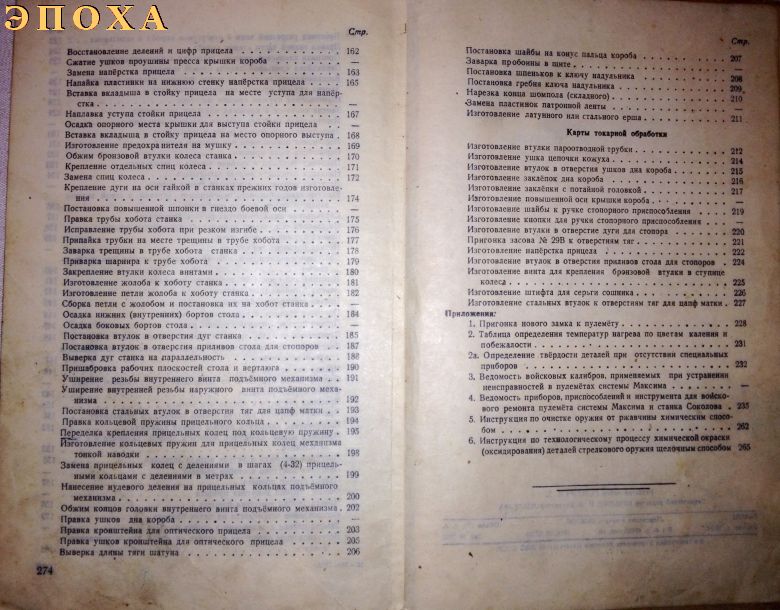 ЭПОХА
Стр.
Восстановление делений и цифр прицела . . . . . . . . . . 162
Сжатие ушков проушины пресса крышки короба . . . . . . —
Замена напёрстка прицела . . . . . . . . . . 163
Напайка пластинки на нижнюю стенку напёрстка прицела . . 165
Вставка вкладыша в стойку прицела на месте уступа для напёр-
стка . . . . . . . . . . —
Наплавка уступа стойки прицела . . . . . . . . . . 167
Осадка опорного места крышки для выступа стойки прицела . . —
Вставка вкладыша в стойку прицела на место опорного выступа . 168
Изготовление предохранителя на мушку . . . . . . . . . . 169
Обжим бронзовой втулки колеса станка . . . . . . . . . . 170
Крепление отдельных спиц колеса . . . . . . . . . . 171
Замена спиц колеса . . . . . . . . . . 172
Крепление дуги на оси гайкой в станках прежних годов изготовле-
ния . . . . . . . . . . 174
Постановка повышенной шпонки в гнездо боевой оси . . . . —
Правка трубы хобота станка . . . . . . . . . . 175
Исправление трубы хобота при резком изгибе . . . . . . 176
Припайка трубки на месте трещины в трубе хобота . . . . 177
Заварка трещины в трубе хобота станка . . . . . . . . 178
Приварка шарнира к трубе хобота . . . . . . . . . . 179
Закрепление втулки колеса винтами . . . . . . . . . . 180
Изготовление жолоба к хоботу станка . . . . . . . . . . 181
Изготовление петли жолоба к хоботу станка . . . . . . 182
Сборка петли с жолобом и постановка их на хобот станка . . —
Осадка нижних (внутренних) бортов стола . . . . . . . . 184
Осадка боковых бортов стола . . . . . . . . . . —
Постановка втулок в отверстия дуг станка . . . . . . . . 185
Постановка втулок в отверстия приливов стола для стопоров . . 187
Выверка дуг станка на параллельность . . . . . . . . . . 188
Пришабровка рабочих плоскостей стола и вертлюга . . . . 190
Уширение резьбы внутреннего винта подъёмного механизма . . 191
Уширение внутренней резьбы наружного винта подъёмного меха-
низма . . . . . . . . . . 192
Постановка стальных втулок в отверстия тяг для цапф матки . . 193
Правка кольцевой пружины прицельного кольца . . . . . . 194
Переделка крепления прицельных колец под кольцевую пружину . 195
Изготовление кольцевых пружин для прицельных колец механизма
тонкой наводки . . . . . . . . . . 198
Замена прицельных колец с делениями в шагах (4-32) прицель-
ными кольцами с делениями в метрах . . . . . . . . . . 199
Нанесение нулевого деления на прицельных кольцах подъёмного
механизма . . . . . . . . . . 200
Обжим концов головки внутреннего винта подъёмного механизма . 202
Правка ушков дна короба . . . . . . . . . . —
Правка кронштейна для оптического прицела . . . . . . . . 203
Правка ушков кронштейна для оптического прицела . . . . 205
Выверка длины тяги шатуна . . . . . . . . . . 206
274
Стр.
Постановка шайбы на конус пальца короба . . . . . . . . 207
Заварка пробоины в щите . . . . . . . . . . —
Постановка шпеньков к ключу надульника . . . . . . . . 208
Постановка гребня ключа надульника . . . . . . . . . . 209
Нарезка конца шомпола (складного) . . . . . . . . . . 210
Замена пластинок патронной ленты . . . . . . . . . . —
Изготовление латунного или стального ерша . . . . . . . . 211
Карты токарной обработки
Изготовление втулки пароотводной трубки . . . . . . . . 212
Изготовление ушка цепочки кожуха . . . . . . . . . . 214
Изготовление втулок в отверстия ушков дна короба . . . . 215
Изготовление заклёпок дна короба . . . . . . . . . . 216
Изготовление заклёпки с потайной головкой . . . . . . . . 217
Изготовление повышенной оси крышки короба . . . . . . —
Изготовление шайбы к ручке стопорного приспособления . . 219
Изготовление кнопки для ручки стопорного приспособления . . —
Изготовление втулки в отверстие дуги для стопора . . . . 220
Пригонка засова № 29В к отверстиям тяг . . . . . . . . 221
Изготовление напёрстка прицела . . . . . . . . . . 222
Изготовление втулок в отверстия приливов стола для стопоров . 224
Изготовление винта для крепления бронзовой втулки в ступице
колеса . . . . . . . . . . 225
Изготовление штифта для серьги сошника . . . . . . . . 226
Изготовление стальных втулок к отверстиям тяг для цапф матки . 227
Приложения:
1. Пригонка нового замка к пулемёту . . . . . . . . . . 228
2. Таблица определения температур нагрева по цветам каления и
побежалости . . . . . . . . . . 231
2а. Определение твёрдости деталей при отсутствии специальных
приборов . . . . . . . . . . 232
3. Ведомость войсковых калибров, применяемых при устранении
неисправностей в пулемётах системы Максима . . . . . . —
4. Ведомость приборов, приспособлений и инструмента для войско-
вого ремонта пулемёта системы Максима и станка Соколова . 235
5. Инструкция по очистке оружия от ржавчины химическим спосо-
бом . . . . . . . . . . 262
6. Инструкция по технологическому процессу химической окраски
(оксидирования) деталей стрелкового оружия щелочным способом 265